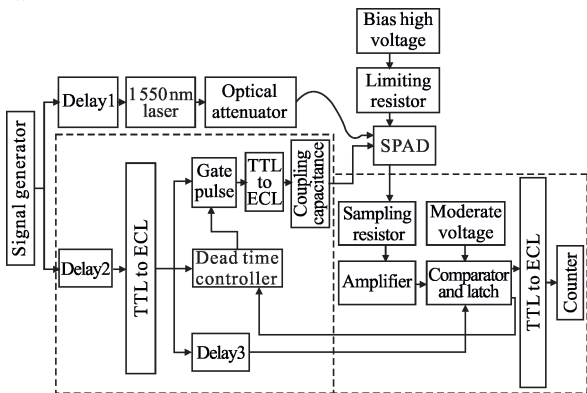 Bias high
voltage
Limiting
resistor
Signal generator
Delay1
1550nm
laser
Optical
attenuator
SPAD
Gate
pulse
TTL
to
ECL
Coupling
capacitance
Delay2
TTL to ECL
Dead time
controller
Delay3
Sampling
resistor
Moderate
voltage
Amplifier
Comparator
and latch
TTL to ECL
Counter